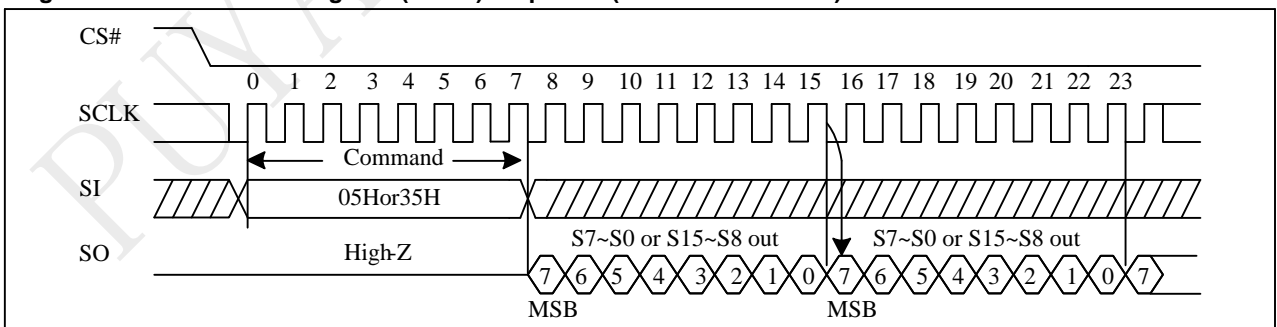 CS#
0 1 2 3 4 5 6 7 8 9 10 11 12 13 14 15 16 17 18 19 20 21 22 23
SCLK
Command
SI
05Hor35H
S7~S0 or S15~S8 out S7~S0 or S15~S8 out
SO
High-Z
7 6 5 4 3 2 1 0 7 6 5 4 3 2 1 0 7
MSB MSB